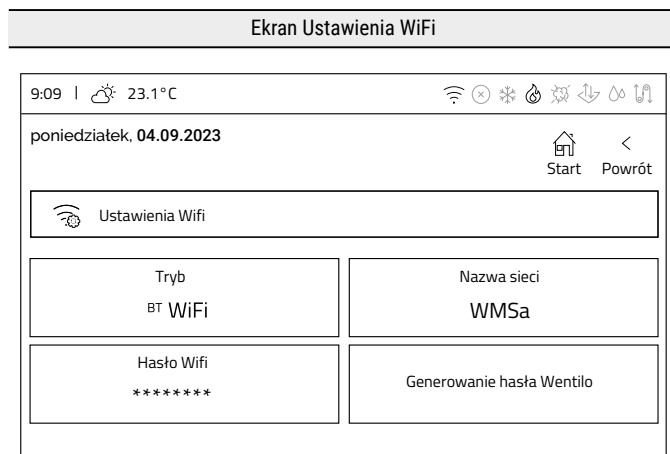 Ekran Ustawienia WiFi
9:09 | 23.1°C
poniedziałek, 04.09.2023
Start Powrót
Ustawienia Wifi
Tryb
BT WiFi
Nazwa sieci
WMSa
Hasło Wifi
********
Generowanie hasła Wentilo